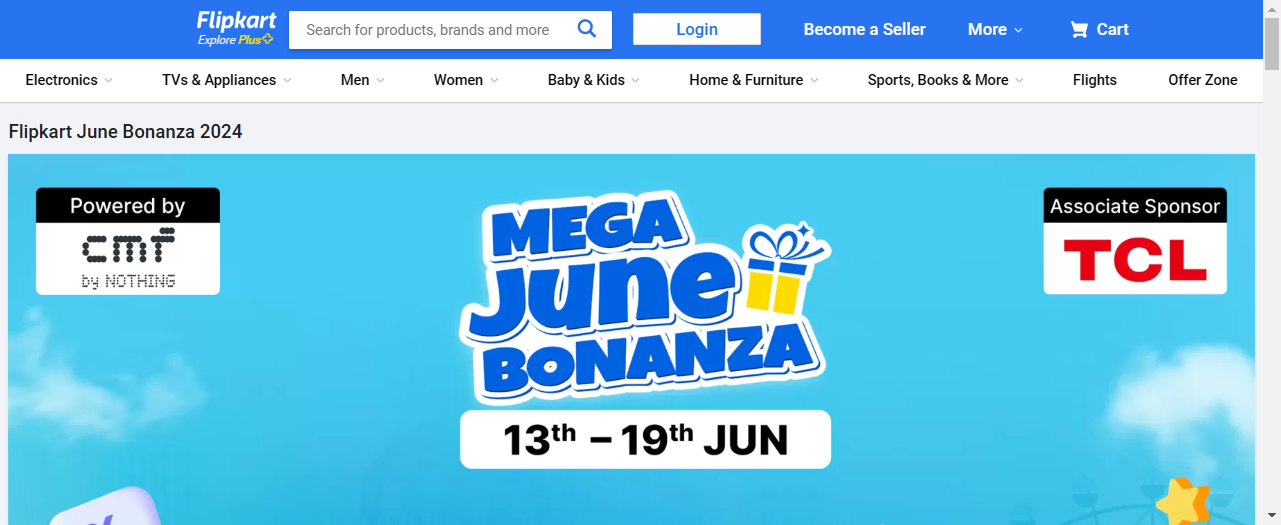 Flipkart
Explore Plus
Search for products, brands and more
Login
Become a Seller
More
Cart
Electronics
TVs & Appliances
Men
Women
Baby & Kids
Home & Furniture
Sports, Books & More
Flights
Offer Zone
Flipkart June Bonanza 2024
Powered by
cmf
by NOTHING
MEGA
June
BONANZA
13th – 19th JUN
Associate Sponsor
TCL